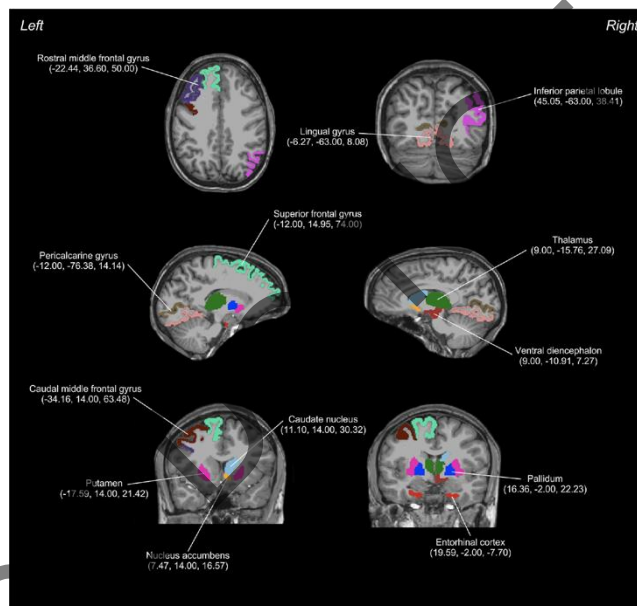 Left
Right
Rostral middle frontal gyrus
(-22.44, 36.60, 50.00)
Inferior parietal lobule
(45.05, -63.00, 38.41)
Lingual gyrus
(-6.27, -63.00, 8.08)
Superior frontal gyrus
(-12.00, 14.95, 74.00)
Pericalcarine gyrus
(-12.00, -76.38, 14.14)
Thalamus
(9.00, -15.76, 27.09)
Ventral diencephalon
(9.00, -10.91, 7.27)
Caudal middle frontal gyrus
(-34.16, 14.00, 63.48)
Caudate nucleus
(11.10, 14.00, 30.32)
Putamen
(-17.59, 14.00, 21.42)
Pallidum
(16.36, -2.00, 22.23)
Nucleus accumbens
(7.47, 14.00, 16.57)
Entorhinal cortex
(19.59, -2.00, -7.70)